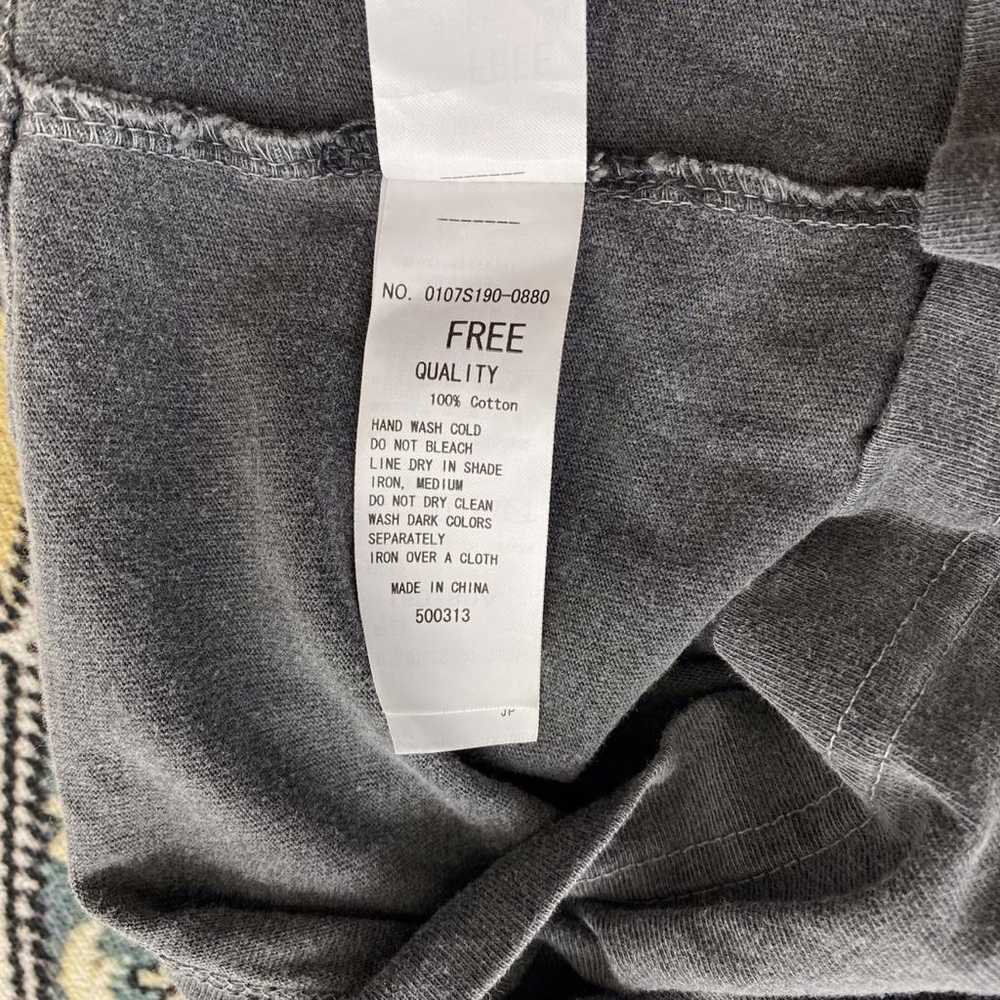 NO. 0107S190-0880
FREE
QUALITY
100% Cotton
HAND WASH COLD
DO NOT BLEACH
LINE DRY IN SHADE
IRON, MEDIUM
DO NOT DRY CLEAN
WASH DARK COLORS
SEPARATELY
IRON OVER A CLOTH
MADE IN CHINA
500313
JP